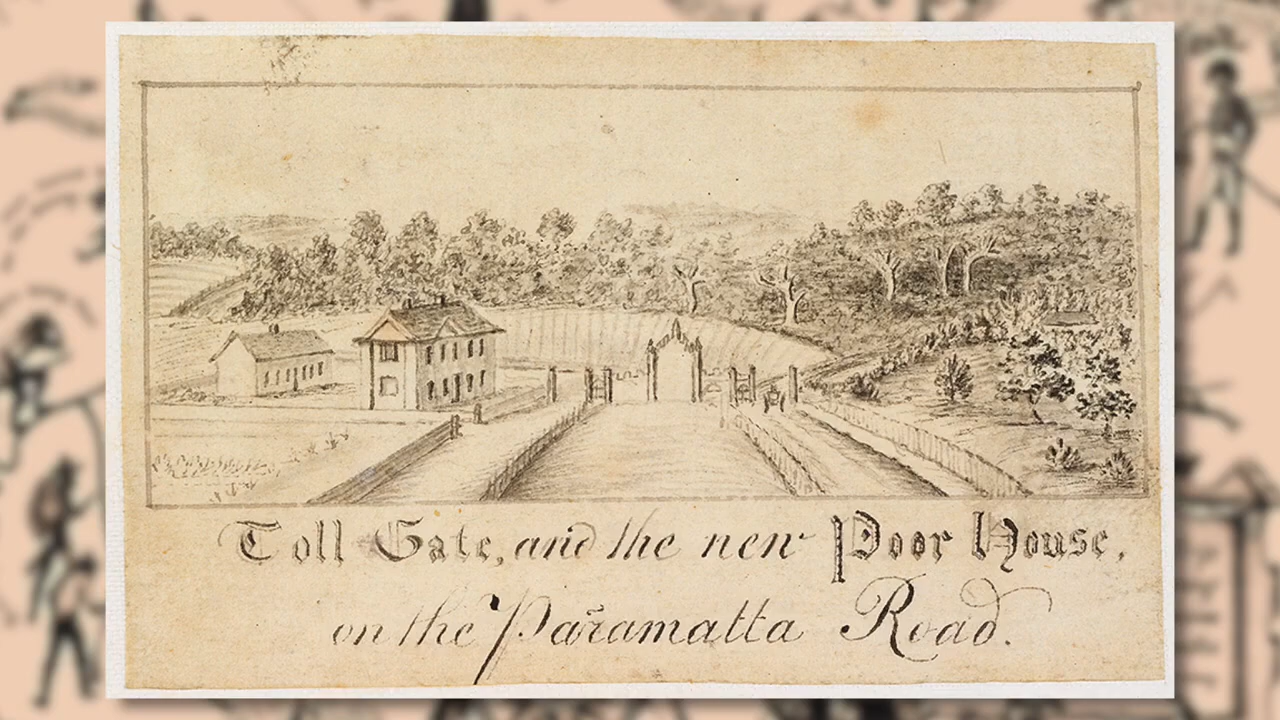 Toll Gate, and the new Poor House,
on the Paramatta Road.